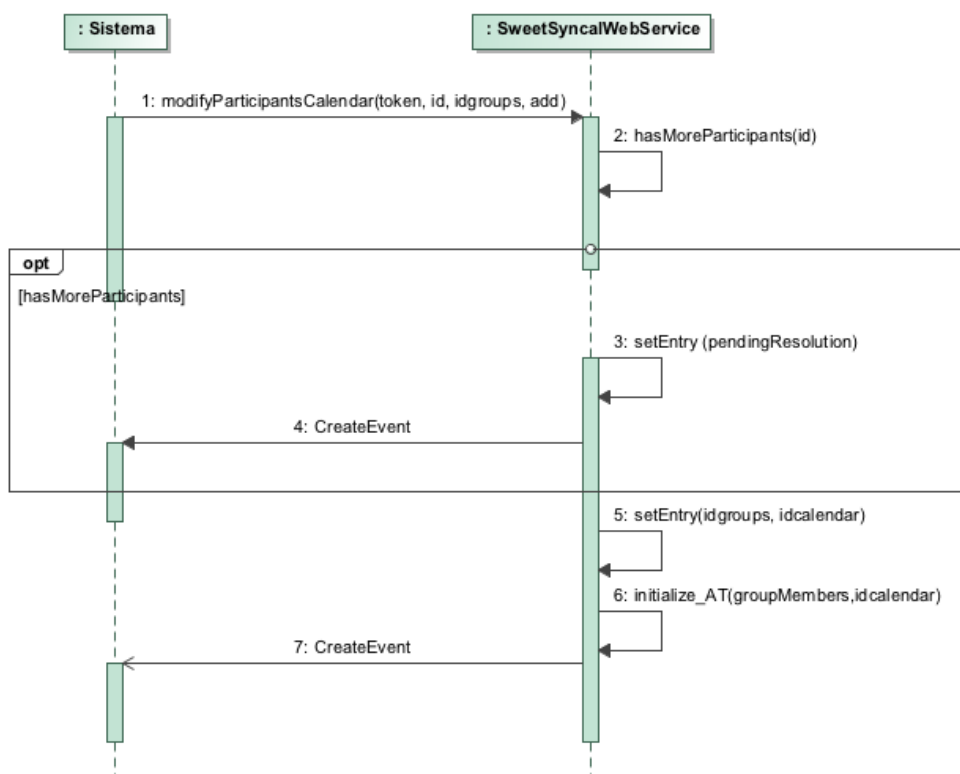 : Sistema
: SweetSyncalWebService
1: modifyParticipantsCalendar(token, id, idgroups, add)
2: hasMoreParticipants(id)
opt
[hasMoreParticipants]
3: setEntry (pendingResolution)
4: CreateEvent
5: setEntry(idgroups, idcalendar)
6: initialize_AT(groupMembers,idcalendar)
7: CreateEvent